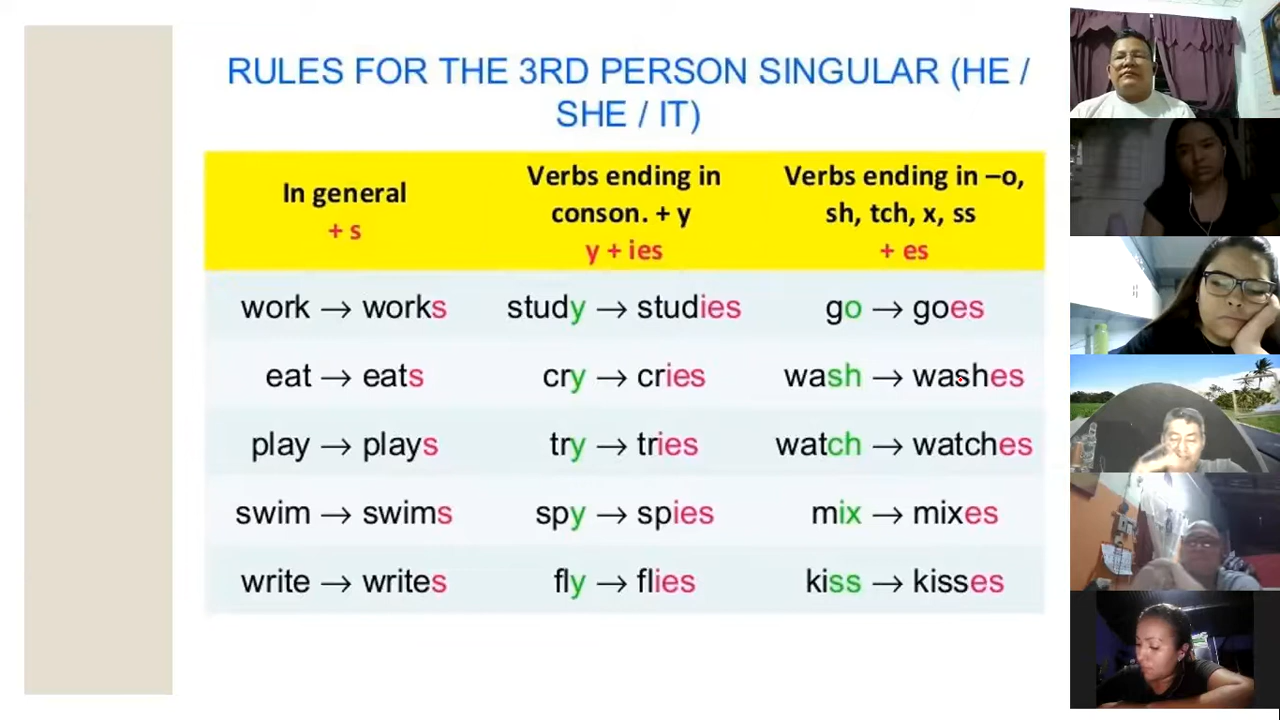 RULES FOR THE 3RD PERSON SINGULAR (HE /
SHE / IT)
In general
+ s
Verbs ending in
conson. + y
y + ies
Verbs ending in –o,
sh, tch, x, ss
+ es
work → works
study → studies
go → goes
eat → eats
cry → cries
wash → washes
play → plays
try → tries
watch → watches
swim → swims
spy → spies
mix → mixes
write → writes
fly → flies
kiss → kisses